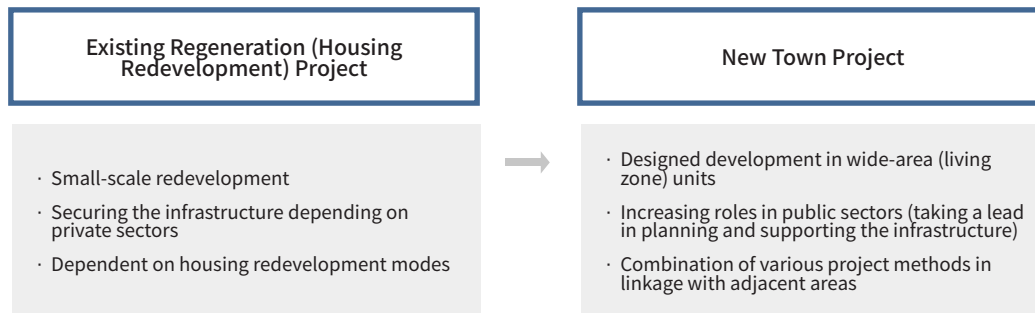 Existing Regeneration (Housing
Redevelopment) Project
· Small-scale redevelopment
· Securing the infrastructure depending on
private sectors
· Dependent on housing redevelopment modes
New Town Project
· Designed development in wide-area (living
zone) units
· Increasing roles in public sectors (taking a lead
in planning and supporting the infrastructure)
· Combination of various project methods in
linkage with adjacent areas